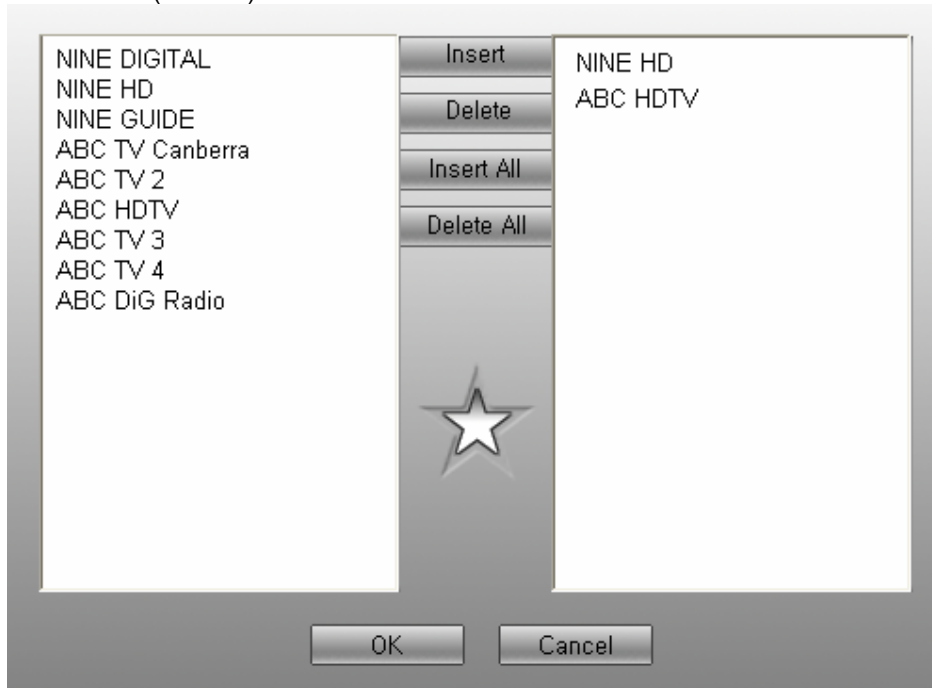 NINE DIGITAL
NINE HD
NINE GUIDE
ABC TV Canberra
ABC TV 2
ABC HDTV
ABC TV 3
ABC TV 4
ABC DiG Radio
Insert
Delete
Insert All
Delete All
NINE HD
ABC HDTV
OK
Cancel